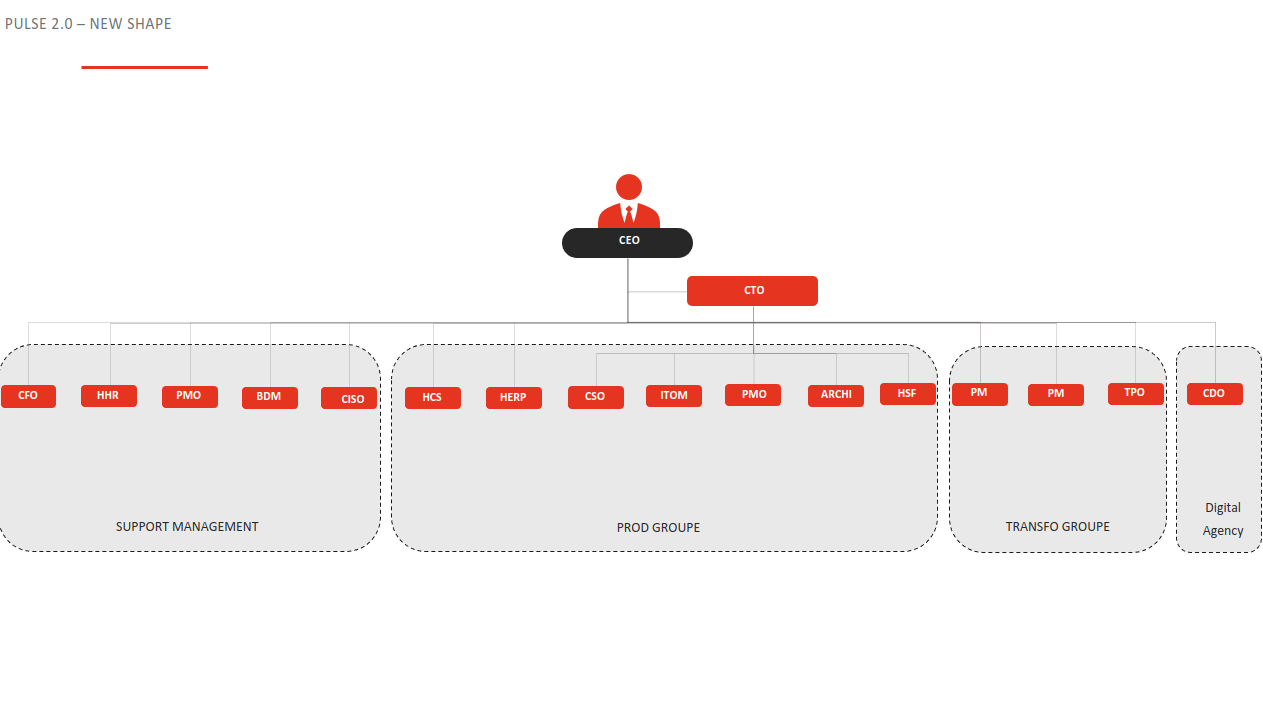 PULSE 2.0 – NEW SHAPE
CEO
CTO
CFO
HHR
PMO
BDM
CISO
HCS
HERP
CSO
ITOM
PMO
ARCHI
HSF
PM
PM
TPO
CDO
SUPPORT MANAGEMENT
PROD GROUPE
TRANSFO GROUPE
Digital
Agency